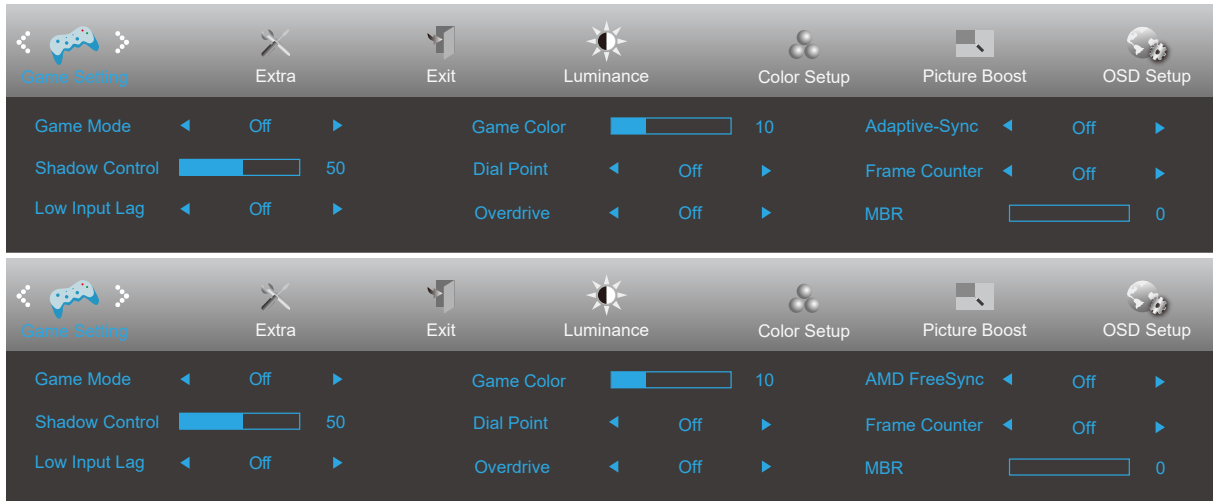 Game Setting Extra Exit Luminance Color Setup Picture Boost OSD Setup
Game Mode Off Game Color 10 Adaptive-Sync Off
Shadow Control 50 Dial Point Off Frame Counter Off
Low Input Lag Off Overdrive Off MBR 0
Game Setting Extra Exit Luminance Color Setup Picture Boost OSD Setup
Game Mode Off Game Color 10 AMD FreeSync Off
Shadow Control 50 Dial Point Off Frame Counter Off
Low Input Lag Off Overdrive Off MBR 0